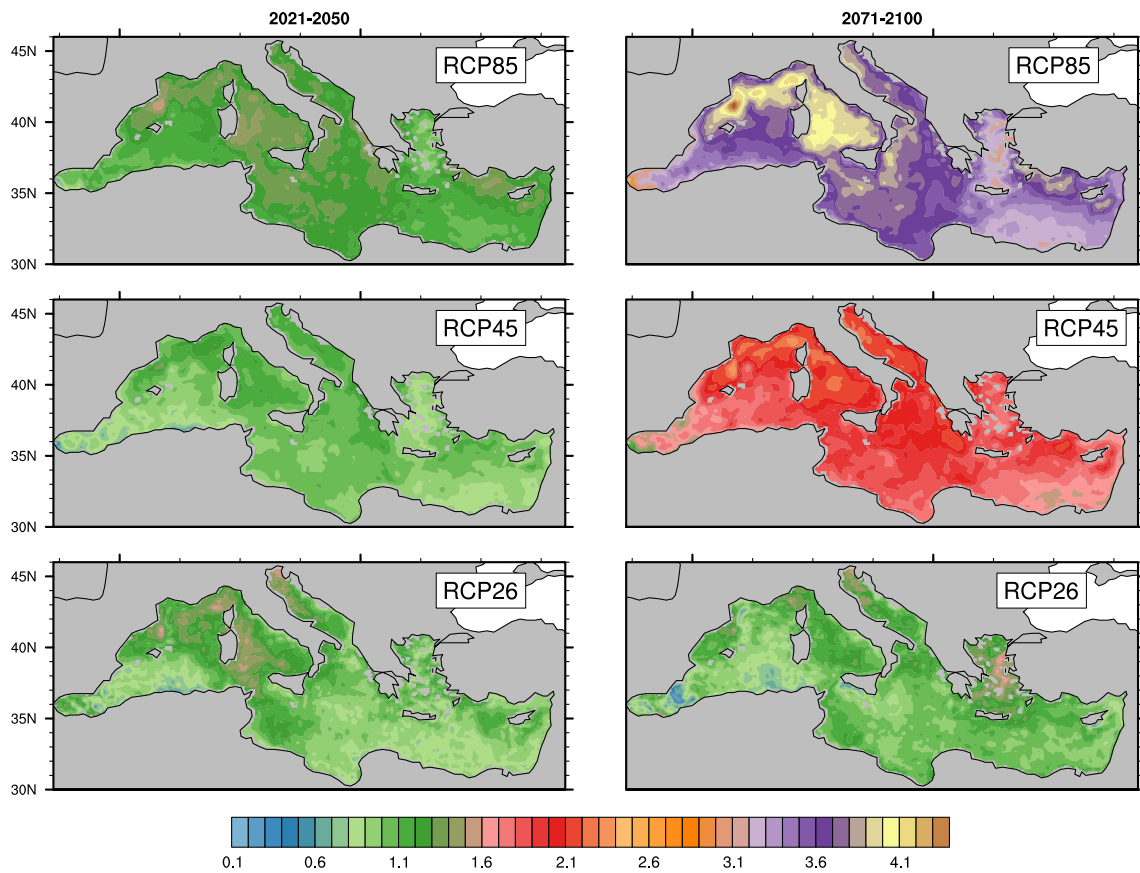 2021-2050 2071-2100
45N RCP85 RCP85
40N
35N
30N
45N RCP45 RCP45
40N
35N
30N
45N RCP26 RCP26
40N
35N
30N
0.1 0.6 1.1 1.6 2.1 2.6 3.1 3.6 4.1